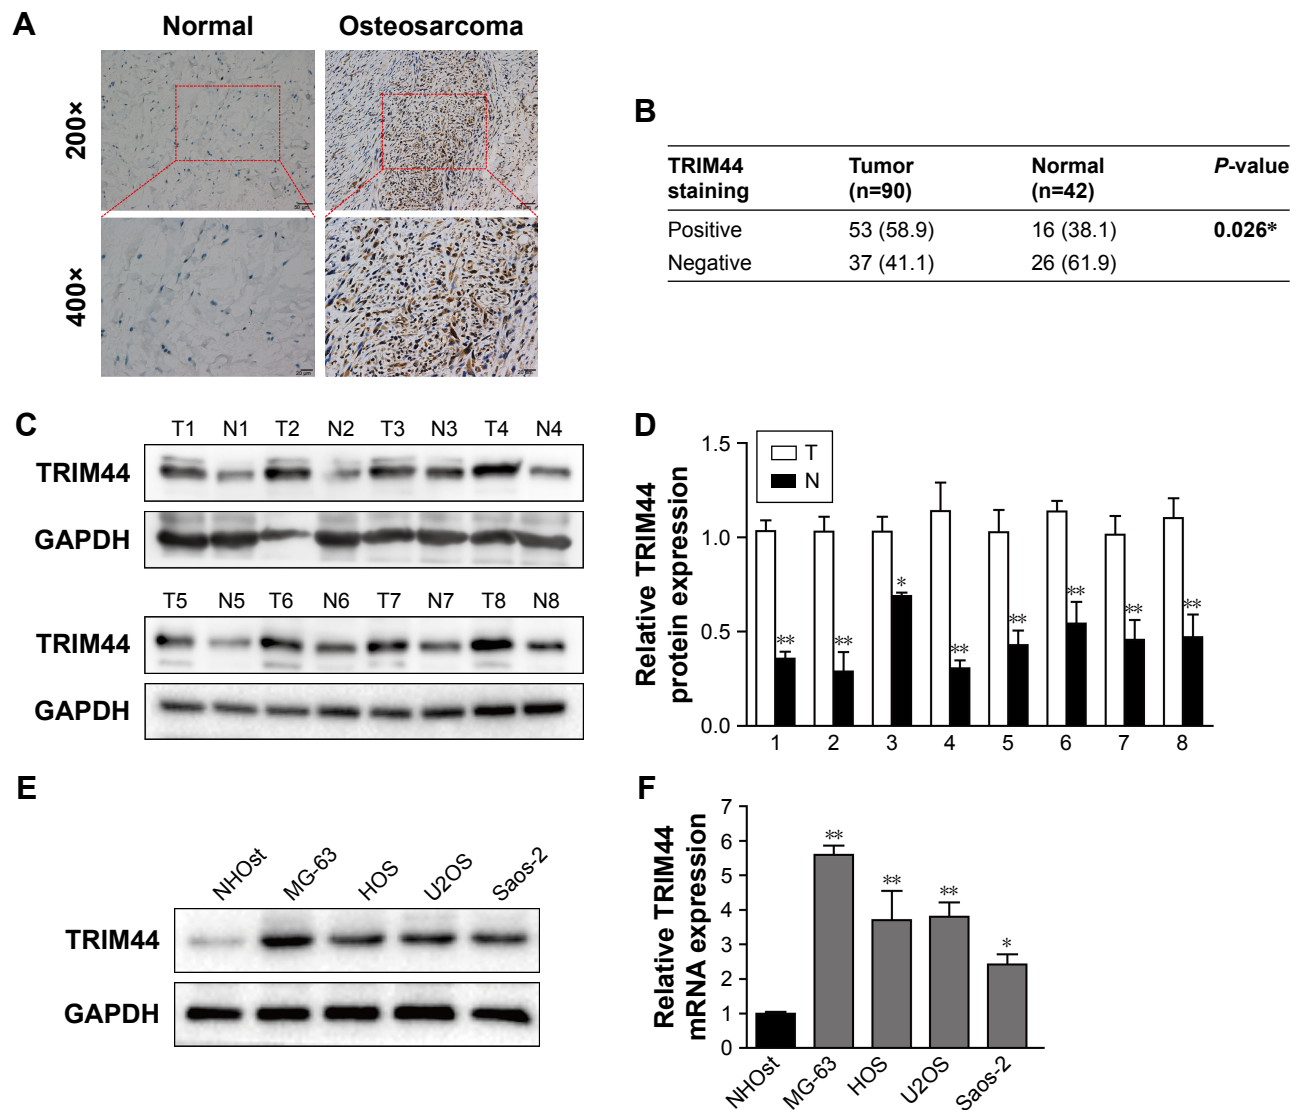 A
Normal Osteosarcoma
200×
400×
20 µm
B
TRIM44 staining Tumor (n=90) Normal (n=42) P-value
Positive 53 (58.9) 16 (38.1) 0.026*
Negative 37 (41.1) 26 (61.9)
C
T1 N1 T2 N2 T3 N3 T4 N4
TRIM44
GAPDH
T5 N5 T6 N6 T7 N7 T8 N8
TRIM44
GAPDH
D
Relative TRIM44
protein expression
1.5
1.0
0.5
0.0
T
N
** ** * ** ** ** ** **
1 2 3 4 5 6 7 8
E
NHOst MG-63 HOS U2OS Saos-2
TRIM44
GAPDH
F
Relative TRIM44
mRNA expression
7
6
5
4
3
2
1
0
** ** ** *
NHOst MG-63 HOS U2OS Saos-2